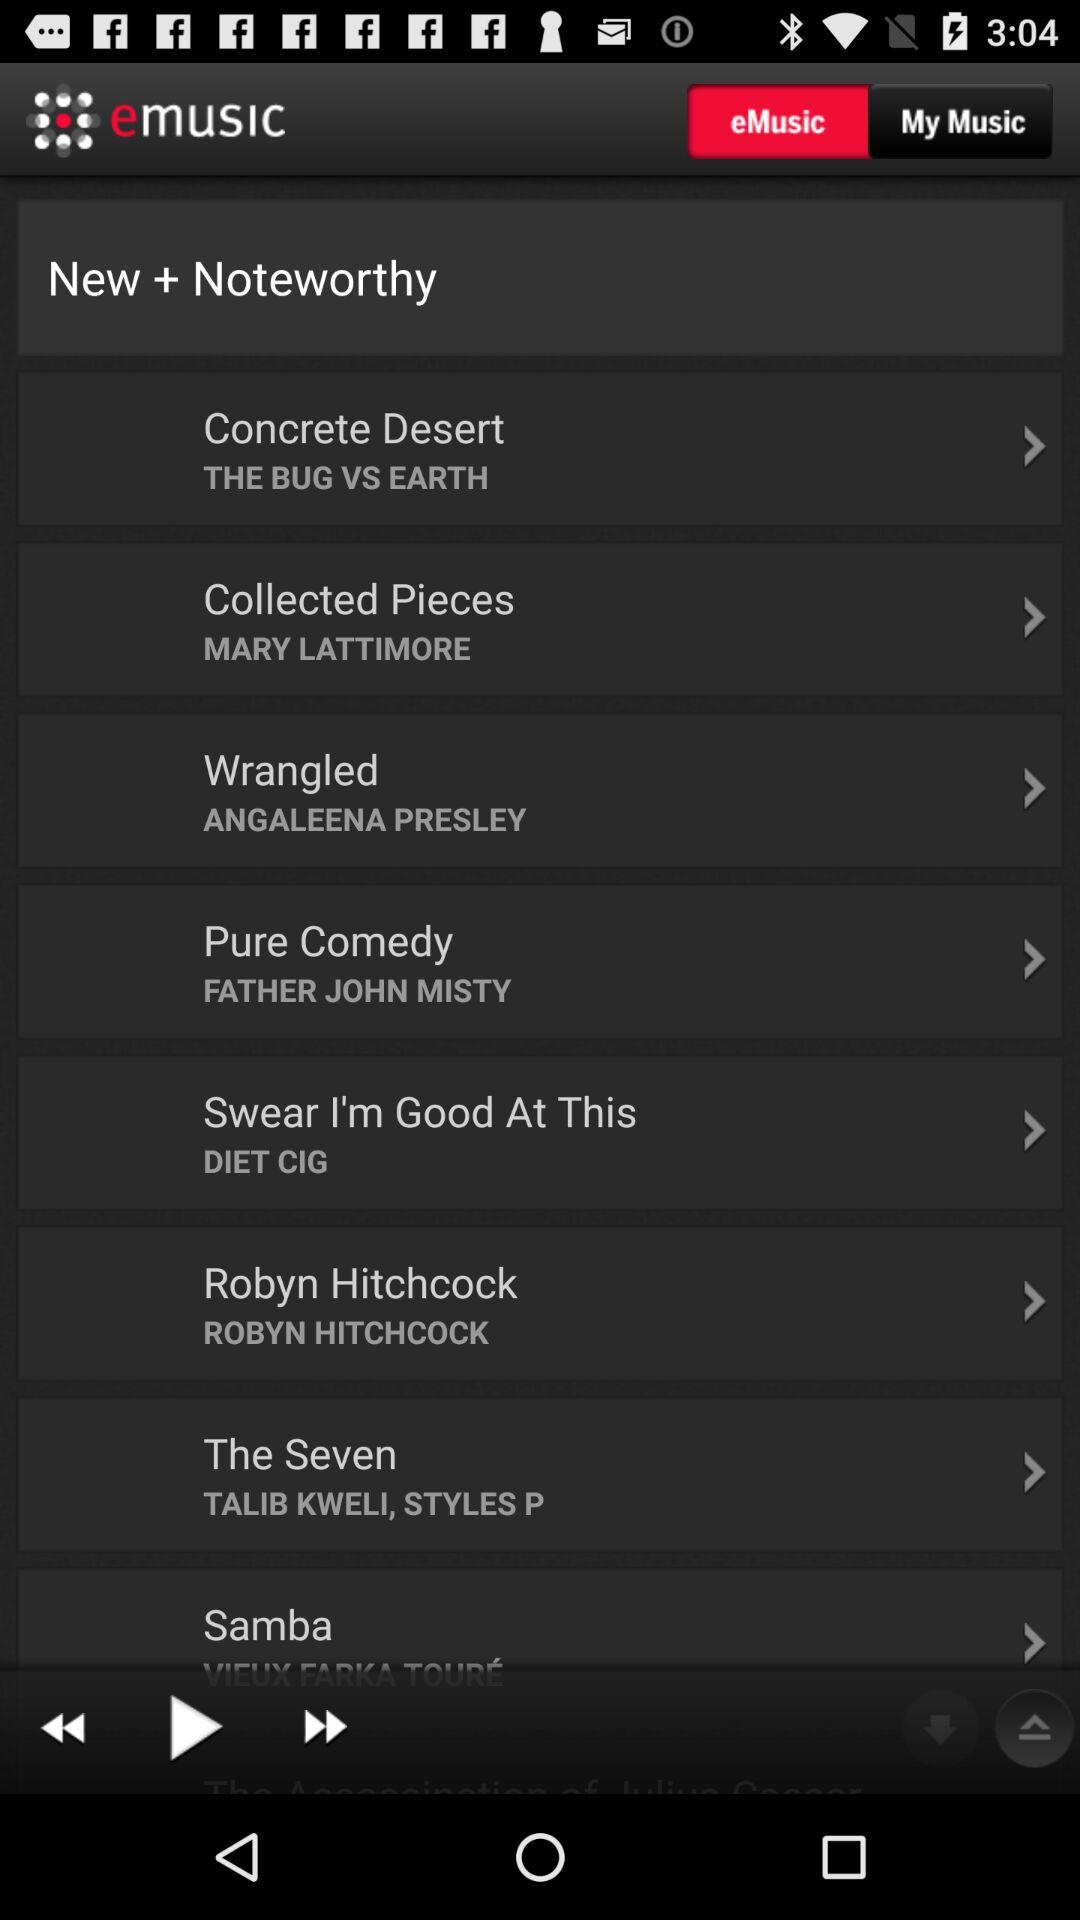 3:04
emusic
eMusic
My Music
New + Noteworthy
Concrete Desert
THE BUG VS EARTH
Collected Pieces
MARY LATTIMORE
Wrangled
ANGALEENA PRESLEY
Pure Comedy
FATHER JOHN MISTY
Swear I'm Good At This
DIET CIG
Robyn Hitchcock
ROBYN HITCHCOCK
The Seven
TALIB KWELI, STYLES P
Samba
VIEUX FARKA TOURÉ
The Assassination of Julius Caesar